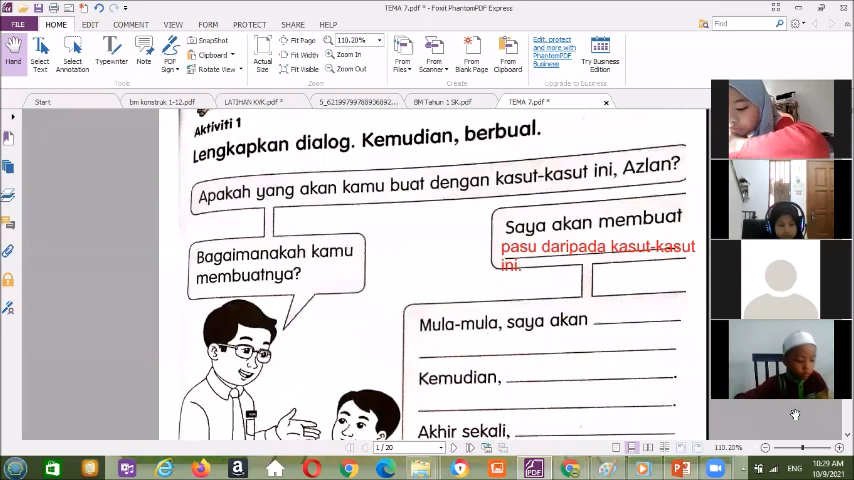 TEMA 7.pdf * - Foxit PhantomPDF Express
FILE HOME EDIT COMMENT VIEW FORM PROTECT SHARE HELP
Find
Hand
Select Text
Select Annotation
Typewriter
Note
PDF Sign
SnapShot
Clipboard
Rotate View
Tools
Actual Size
Fit Page
Fit Width
Fit Visible
110.20%
Zoom In
Zoom Out
Zoom
From Files
From Scanner
From Blank Page
From Clipboard
Create
Edit, protect and more with PhantomPDF Business
Try Business Edition
Upgrade to Business
Start
bm konstruk 1-12.pdf
LATIHAN KVK.pdf *
5_621997997889368 92...
BM Tahun 1 SK.pdf
TEMA 7.pdf *
Aktiviti 1
Lengkapkan dialog. Kemudian, berbual.
Apakah yang akan kamu buat dengan kasut-kasut ini, Azlan?
Saya akan membuat
pasu daripada kasut-kasut
ini.
Bagaimanakah kamu
membuatnya?
Mula-mula, saya akan
Kemudian,
Akhir sekali,
1 / 20
110.20%
ENG
10:29 AM
10/9/2021